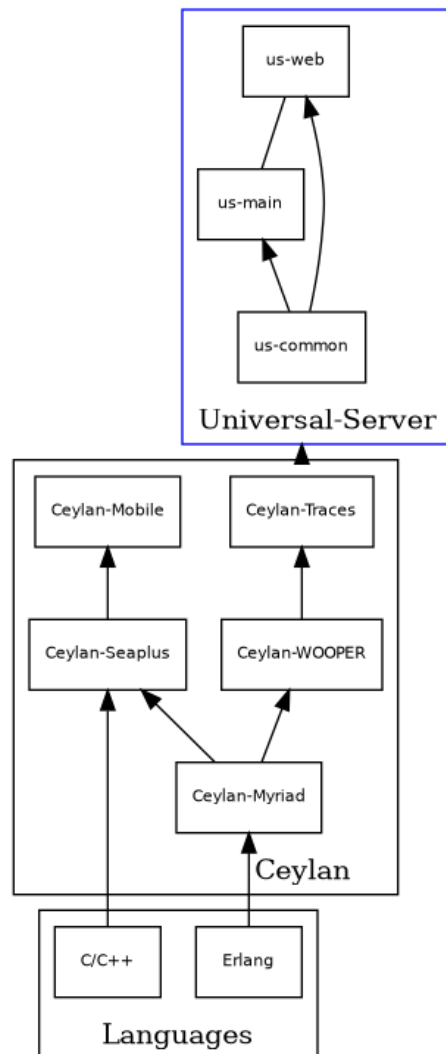 us-web
us-main
us-common
Universal-Server
Ceylan-Mobile
Ceylan-Traces
Ceylan-Seaplus
Ceylan-WOOPER
Ceylan-Myriad
Ceylan
C/C++
Erlang
Languages